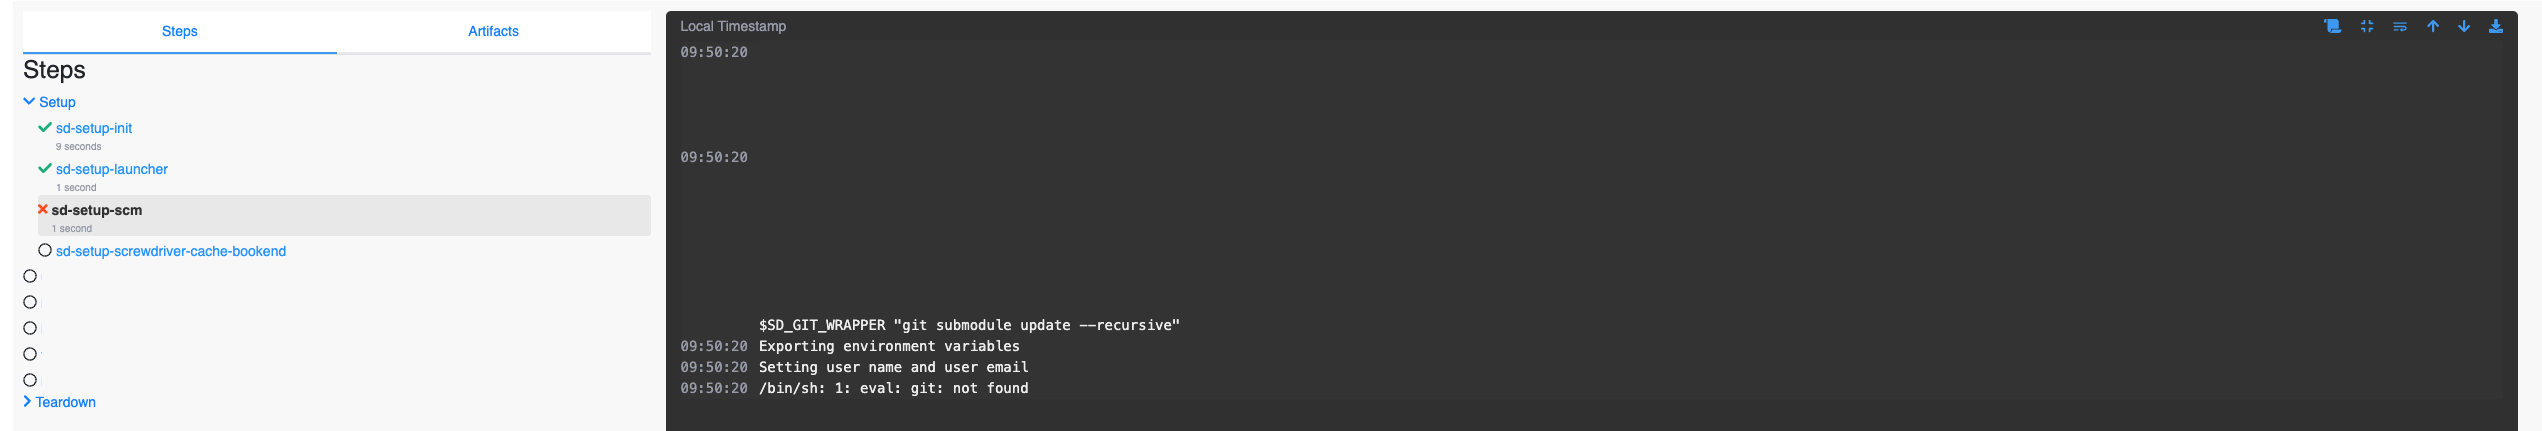 Steps
Artifacts
Steps
Setup
sd-setup-init
9 seconds
sd-setup-launcher
1 second
sd-setup-scm
1 second
sd-setup-screwdriver-cache-bookend
Teardown
Local Timestamp
09:50:20
09:50:20
$SD_GIT_WRAPPER "git submodule update --recursive"
09:50:20 Exporting environment variables
09:50:20 Setting user name and user email
09:50:20 /bin/sh: 1: eval: git: not found